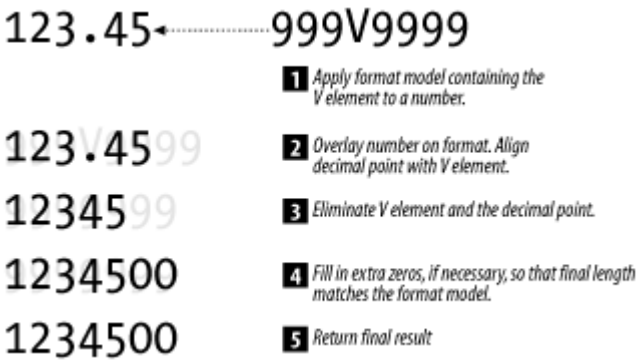 123.45 999V9999
1 Apply format model containing the
V element to a number.
123.4599 2 Overlay number on format. Align
decimal point with V element.
1234599 3 Eliminate V element and the decimal point.
1234500 4 Fill in extra zeros, if necessary, so that final length
matches the format model.
1234500 5 Return final result